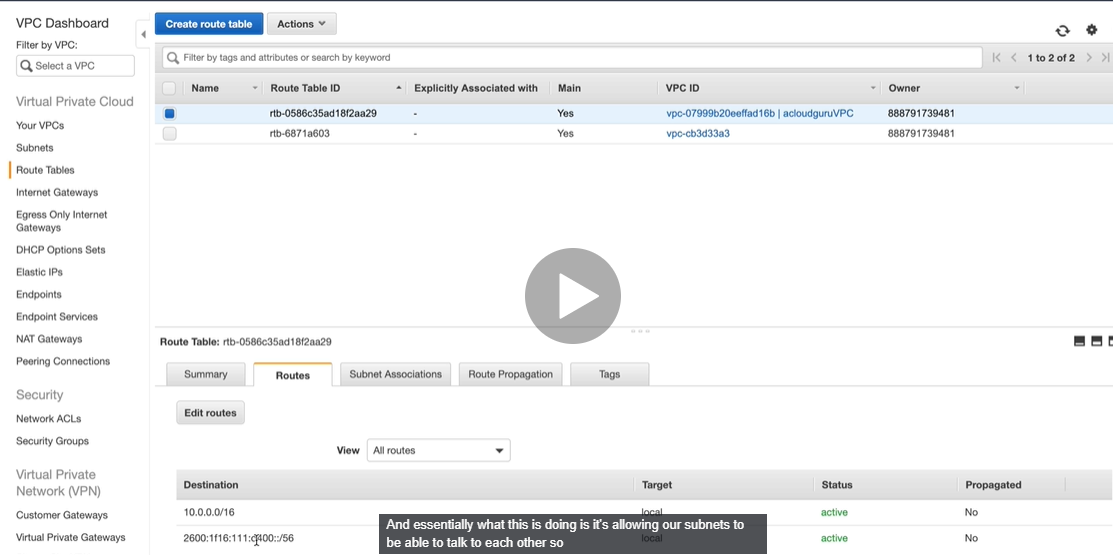 VPC Dashboard
Filter by VPC:
Select a VPC
Virtual Private Cloud
Your VPCs
Subnets
Route Tables
Internet Gateways
Egress Only Internet
Gateways
DHCP Options Sets
Elastic IPs
Endpoints
Endpoint Services
NAT Gateways
Peering Connections
Security
Network ACLs
Security Groups
Virtual Private
Network (VPN)
Customer Gateways
Virtual Private Gateways
Create route table Actions
Filter by tags and attributes or search by keyword
1 to 2 of 2
Name Route Table ID Explicitly Associated with Main VPC ID Owner
rtb-0586c35ad18f2aa29 - Yes vpc-07999b20eeffad16b | acloudguruVPC 888791739481
rtb-6871a603 - Yes vpc-cb3d33a3 888791739481
Route Table: rtb-0586c35ad18f2aa29
Summary Routes Subnet Associations Route Propagation Tags
Edit routes
View All routes
Destination Target Status Propagated
10.0.0.0/16 local active No
2600:1f16:111:d400::/56 local active No
And essentially what this is doing is it's allowing our subnets to
be able to talk to each other so